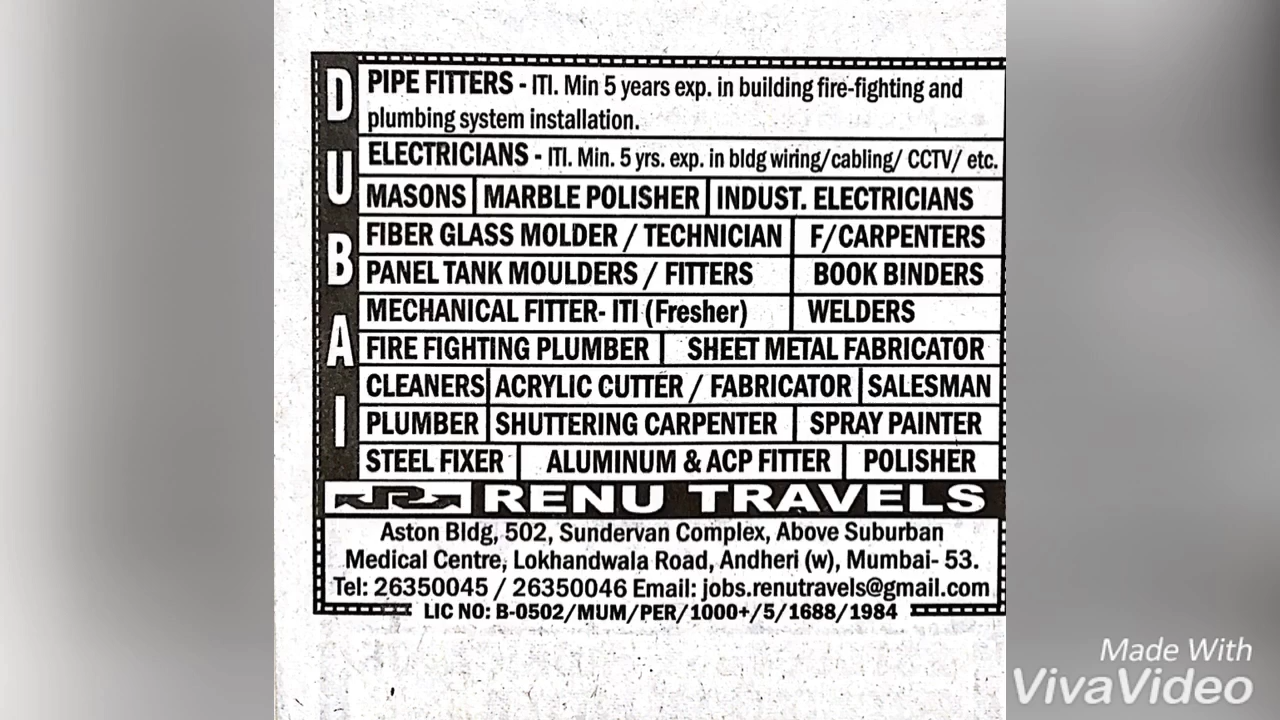 DUBAI
PIPE FITTERS - ITI. Min 5 years exp. in building fire-fighting and
plumbing system installation.
ELECTRICIANS - ITI. Min. 5 yrs. exp. in bldg wiring/cabling/ CCTV/ etc.
MASONS MARBLE POLISHER INDUST. ELECTRICIANS
FIBER GLASS MOLDER / TECHNICIAN F/CARPENTERS
PANEL TANK MOULDERS / FITTERS BOOK BINDERS
MECHANICAL FITTER- ITI (Fresher) WELDERS
FIRE FIGHTING PLUMBER SHEET METAL FABRICATOR
CLEANERS ACRYLIC CUTTER / FABRICATOR SALESMAN
PLUMBER SHUTTERING CARPENTER SPRAY PAINTER
STEEL FIXER ALUMINUM & ACP FITTER POLISHER
RENU TRAVELS
Aston Bldg, 502, Sundervan Complex, Above Suburban
Medical Centre, Lokhandwala Road, Andheri (w), Mumbai- 53.
Tel: 26350045 / 26350046 Email: jobs.renutravels@gmail.com
LIC NO: B-0502/MUM/PER/1000+/5/1688/1984
Made With
VivaVideo